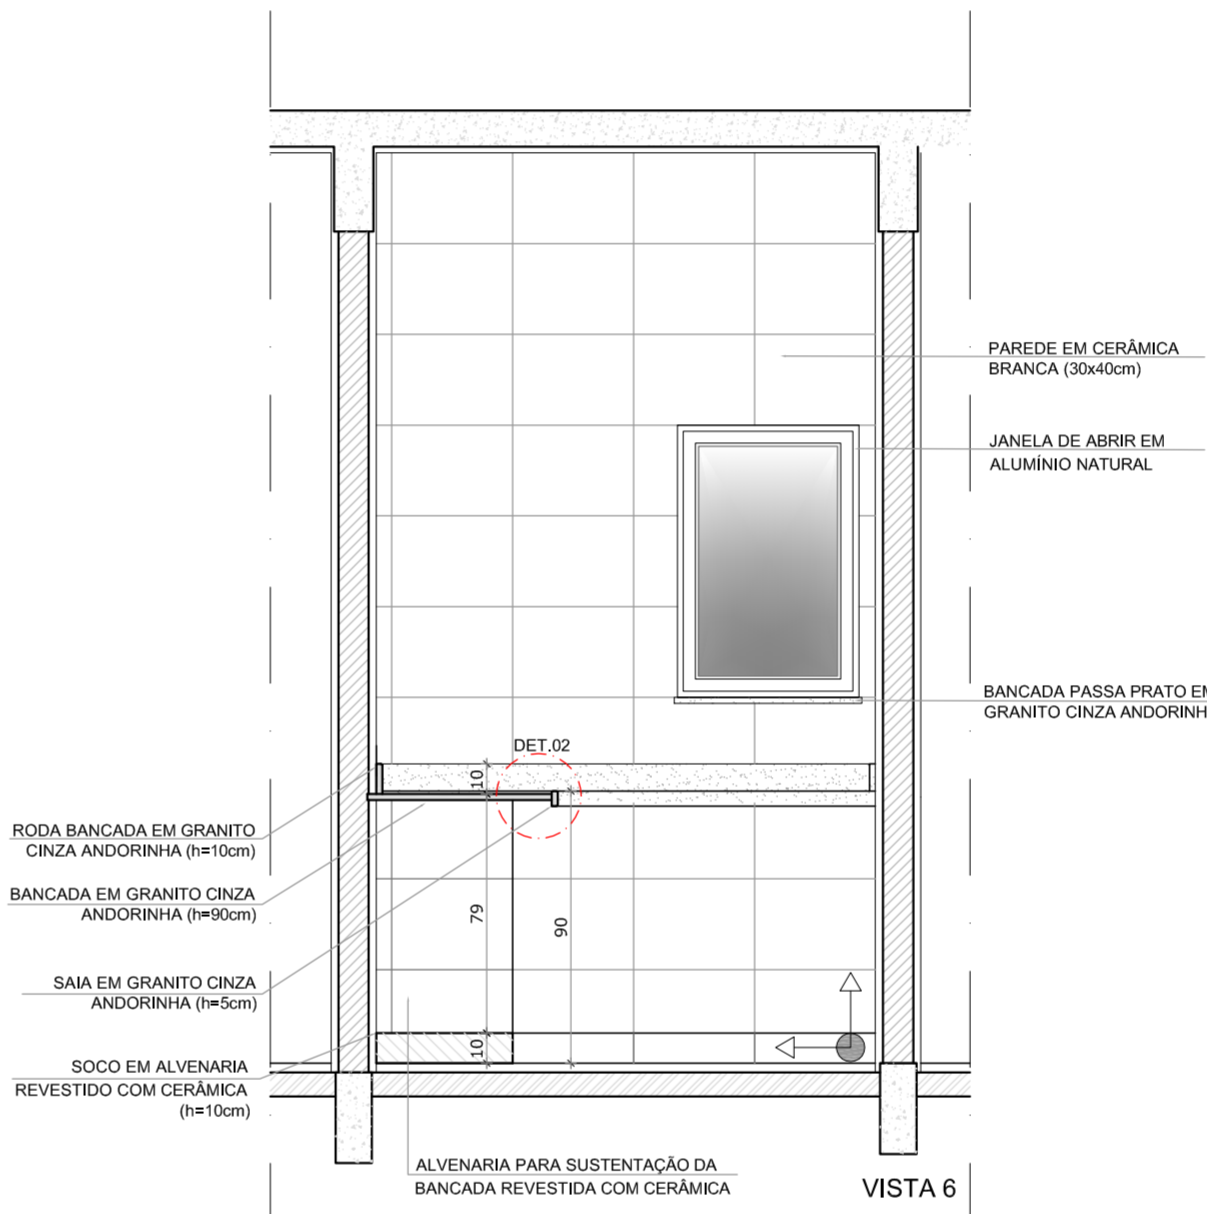 PAREDE EM CERÂMICA
BRANCA (30x40cm)
JANELA DE ABRIR EM
ALUMÍNIO NATURAL
BANCADA PASSA PRATO EM
GRANITO CINZA ANDORINH
DET.02
10
RODA BANCADA EM GRANITO
CINZA ANDORINHA (h=10cm)
BANCADA EM GRANITO CINZA
ANDORINHA (h=90cm)
79
90
SAIA EM GRANITO CINZA
ANDORINHA (h=5cm)
10
SOCO EM ALVENARIA
REVESTIDO COM CERÂMICA
(h=10cm)
ALVENARIA PARA SUSTENTAÇÃO DA
BANCADA REVESTIDA COM CERÂMICA
VISTA 6